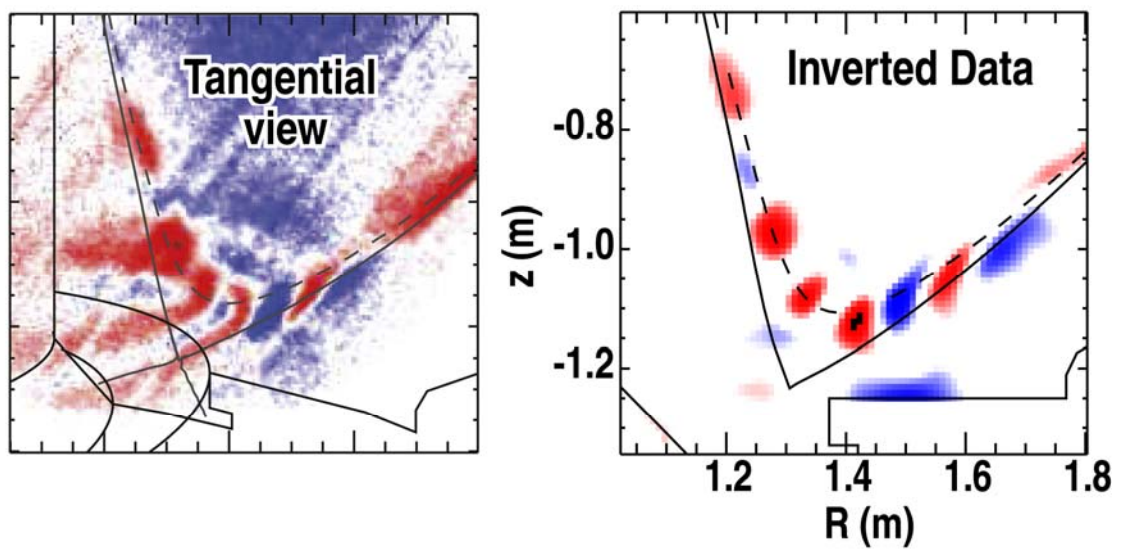 Tangential
view
Inverted Data
-0.8
-1.0
-1.2
z (m)
1.2 1.4 1.6 1.8
R (m)